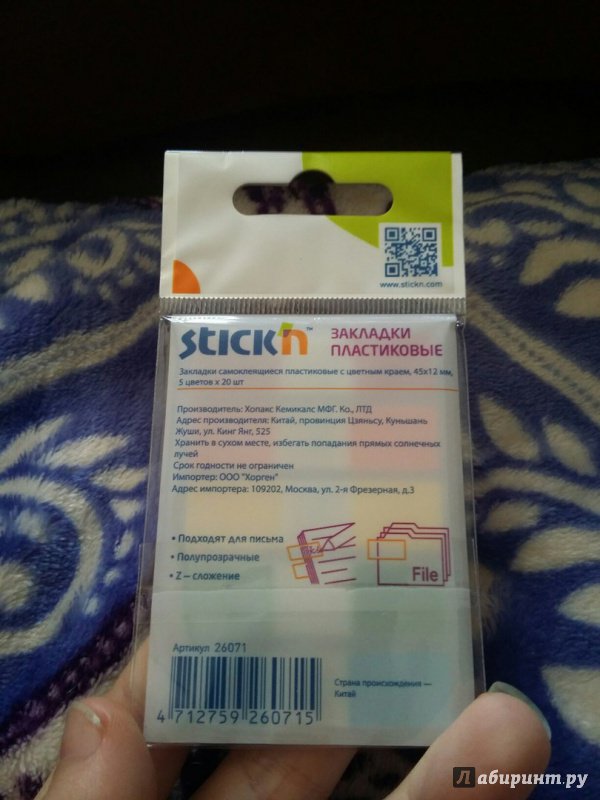 www.stickn.com
stick'n™
ЗАКЛАДКИ
ПЛАСТИКОВЫЕ
Закладки самоклеящиеся пластиковые с цветным краем, 45x12 мм,
5 цветов x 20 шт
Производитель: Хопакс Кемикалс МФГ. Ко., ЛТД
Адрес производителя: Китай, провинция Цзяньсу, Куньшань
Жуши, ул. Кинг Янг, 525
Хранить в сухом месте, избегать попадания прямых солнечных
лучей
Срок годности не ограничен
Импортер: ООО "Хорген"
Адрес импортера: 109202, Москва, ул. 2-я Фрезерная, д.3
• Подходят для письма
• Полупрозрачные
• Z – сложение
File
Артикул 26071
4 712759 260715
Страна происхождения —
Китай
Лабиринт.ру